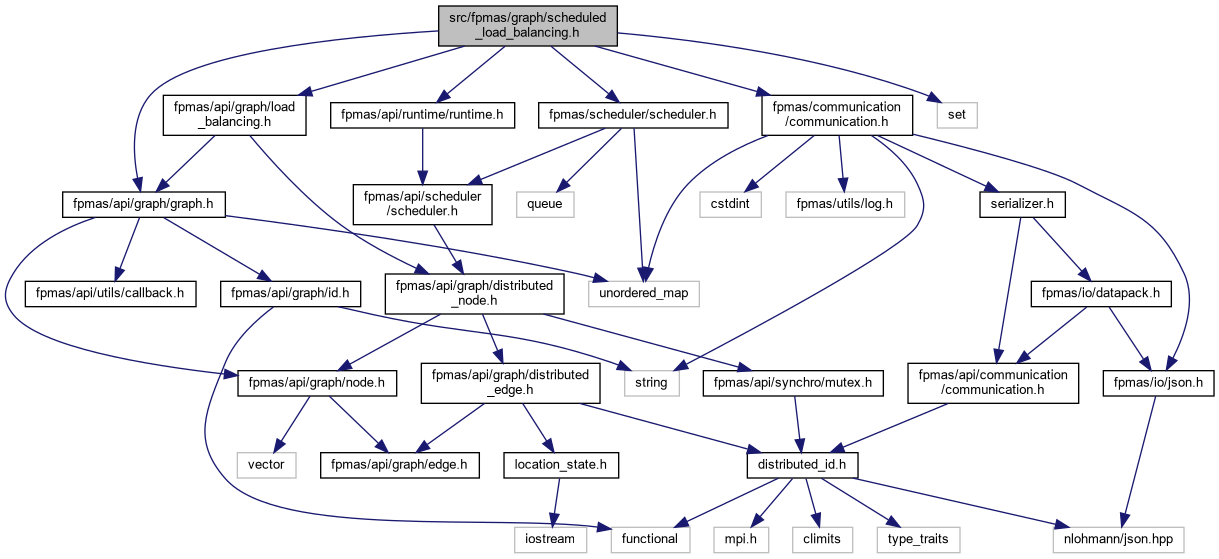 src/fpmas/graph/scheduled
_load_balancing.h
fpmas/api/graph/load
_balancing.h
fpmas/api/runtime/runtime.h
fpmas/scheduler/scheduler.h
fpmas/communication
/communication.h
set
fpmas/api/graph/graph.h
fpmas/api/scheduler
/scheduler.h
queue
cstdint
fpmas/utils/log.h
serializer.h
fpmas/api/utils/callback.h
fpmas/api/graph/id.h
fpmas/api/graph/distributed
_node.h
unordered_map
fpmas/io/datapack.h
fpmas/api/graph/node.h
fpmas/api/graph/distributed
_edge.h
string
fpmas/api/synchro/mutex.h
fpmas/api/communication
/communication.h
fpmas/io/json.h
vector
fpmas/api/graph/edge.h
location_state.h
distributed_id.h
iostream
functional
mpi.h
climits
type_traits
nlohmann/json.hpp